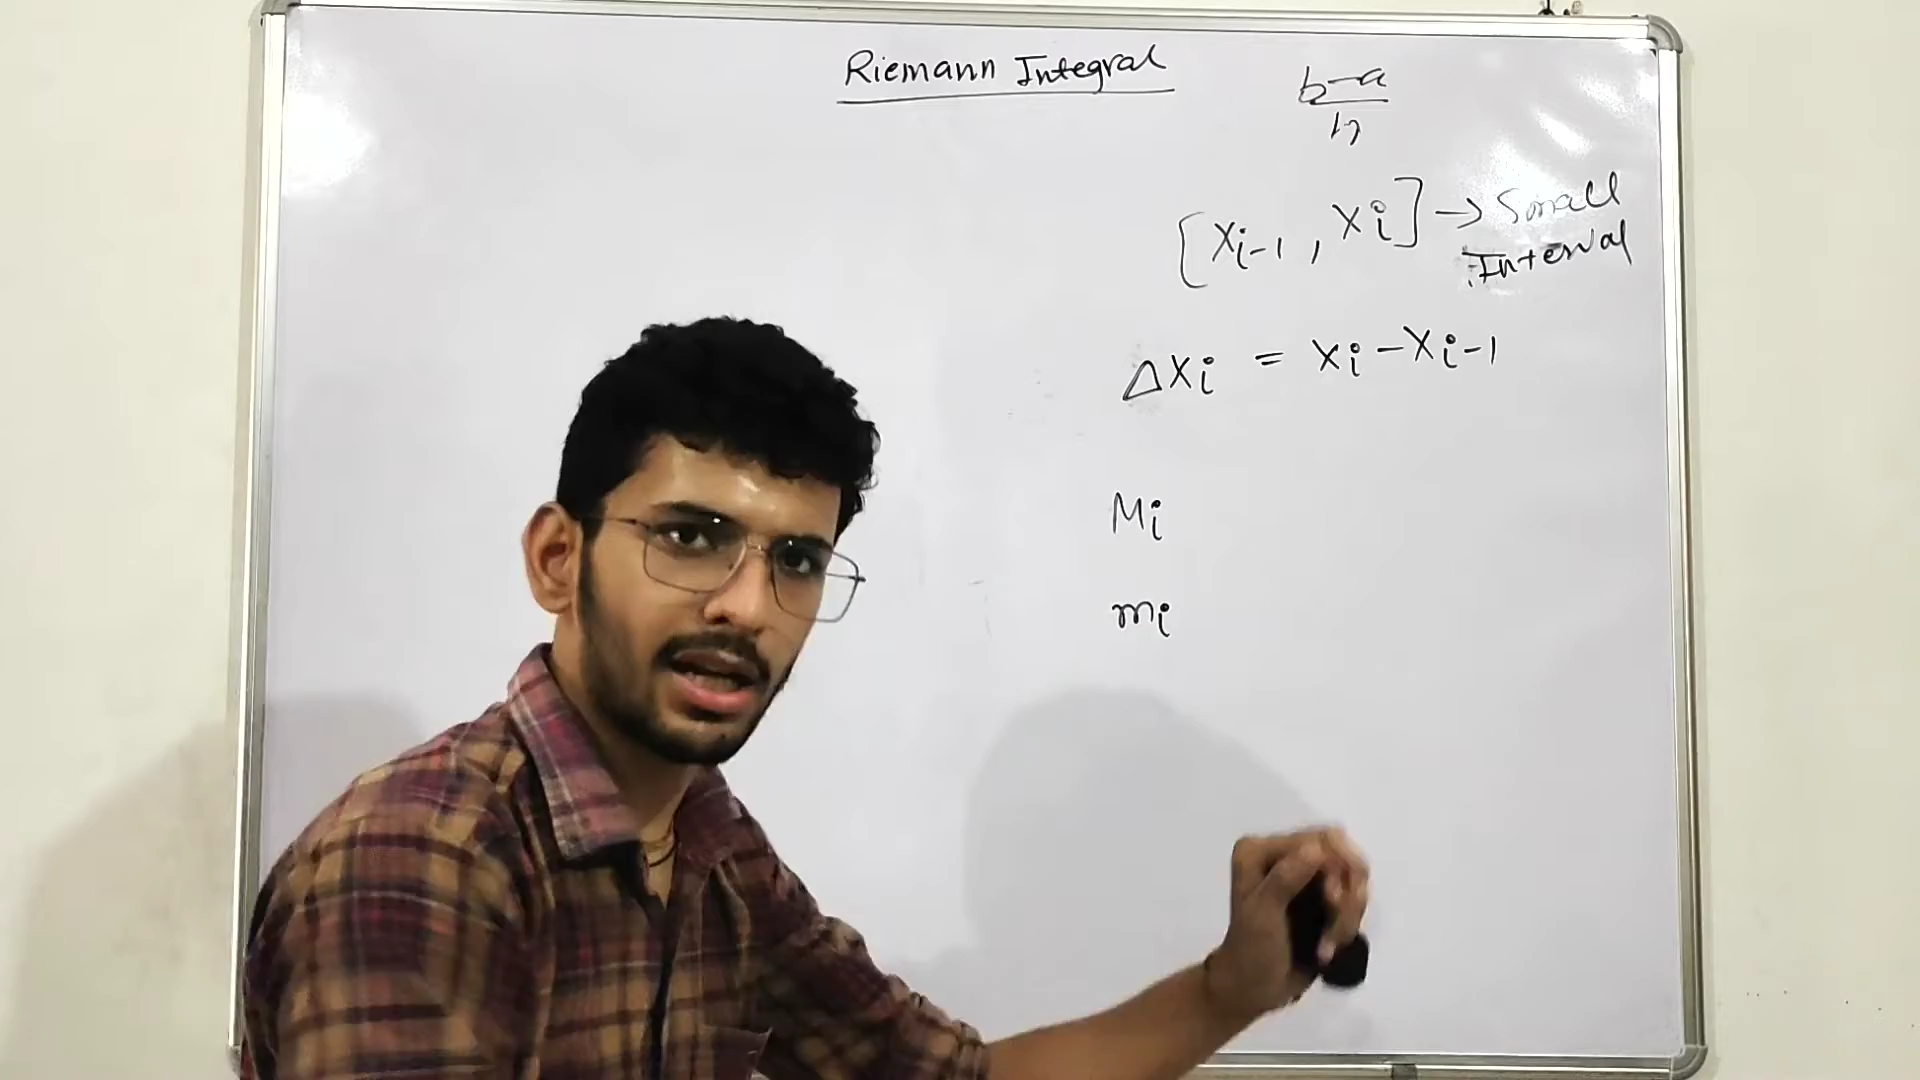 Riemann Integral
b-a
n
[xi-1, xi] → Small
Interval
Δxi = xi - xi-1
Mi
mi